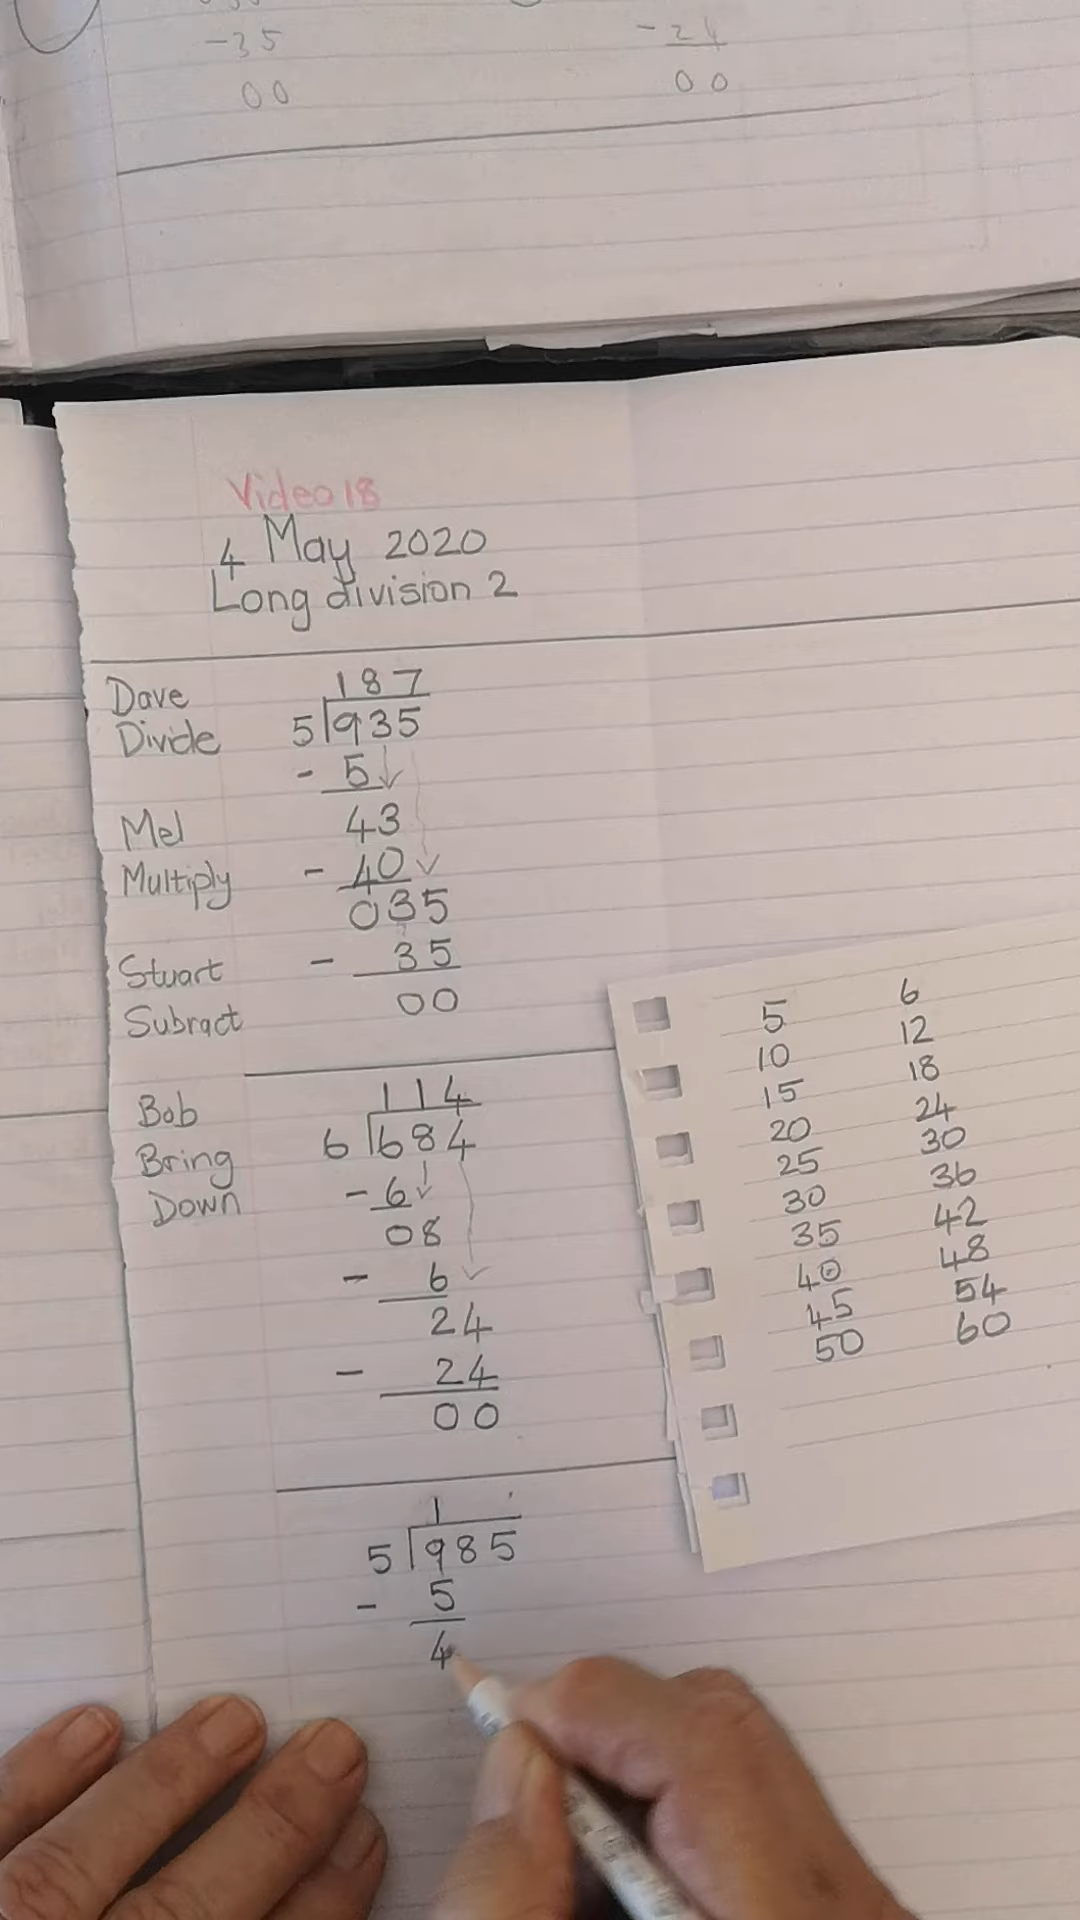 -35
-24
00
00
Video 18
4 May 2020
Long division 2
Dave
Divide
Mel
Multiply
Stuart
Subract
Bob
Bring
Down
187
5 935
- 5
43
- 40
035
- 35
00
114
6 684
- 6
08
- 6
24
- 24
00
1
5 985
- 5
4
5 6
10 12
15 18
20 24
25 30
30 36
35 42
40 48
45 54
50 60